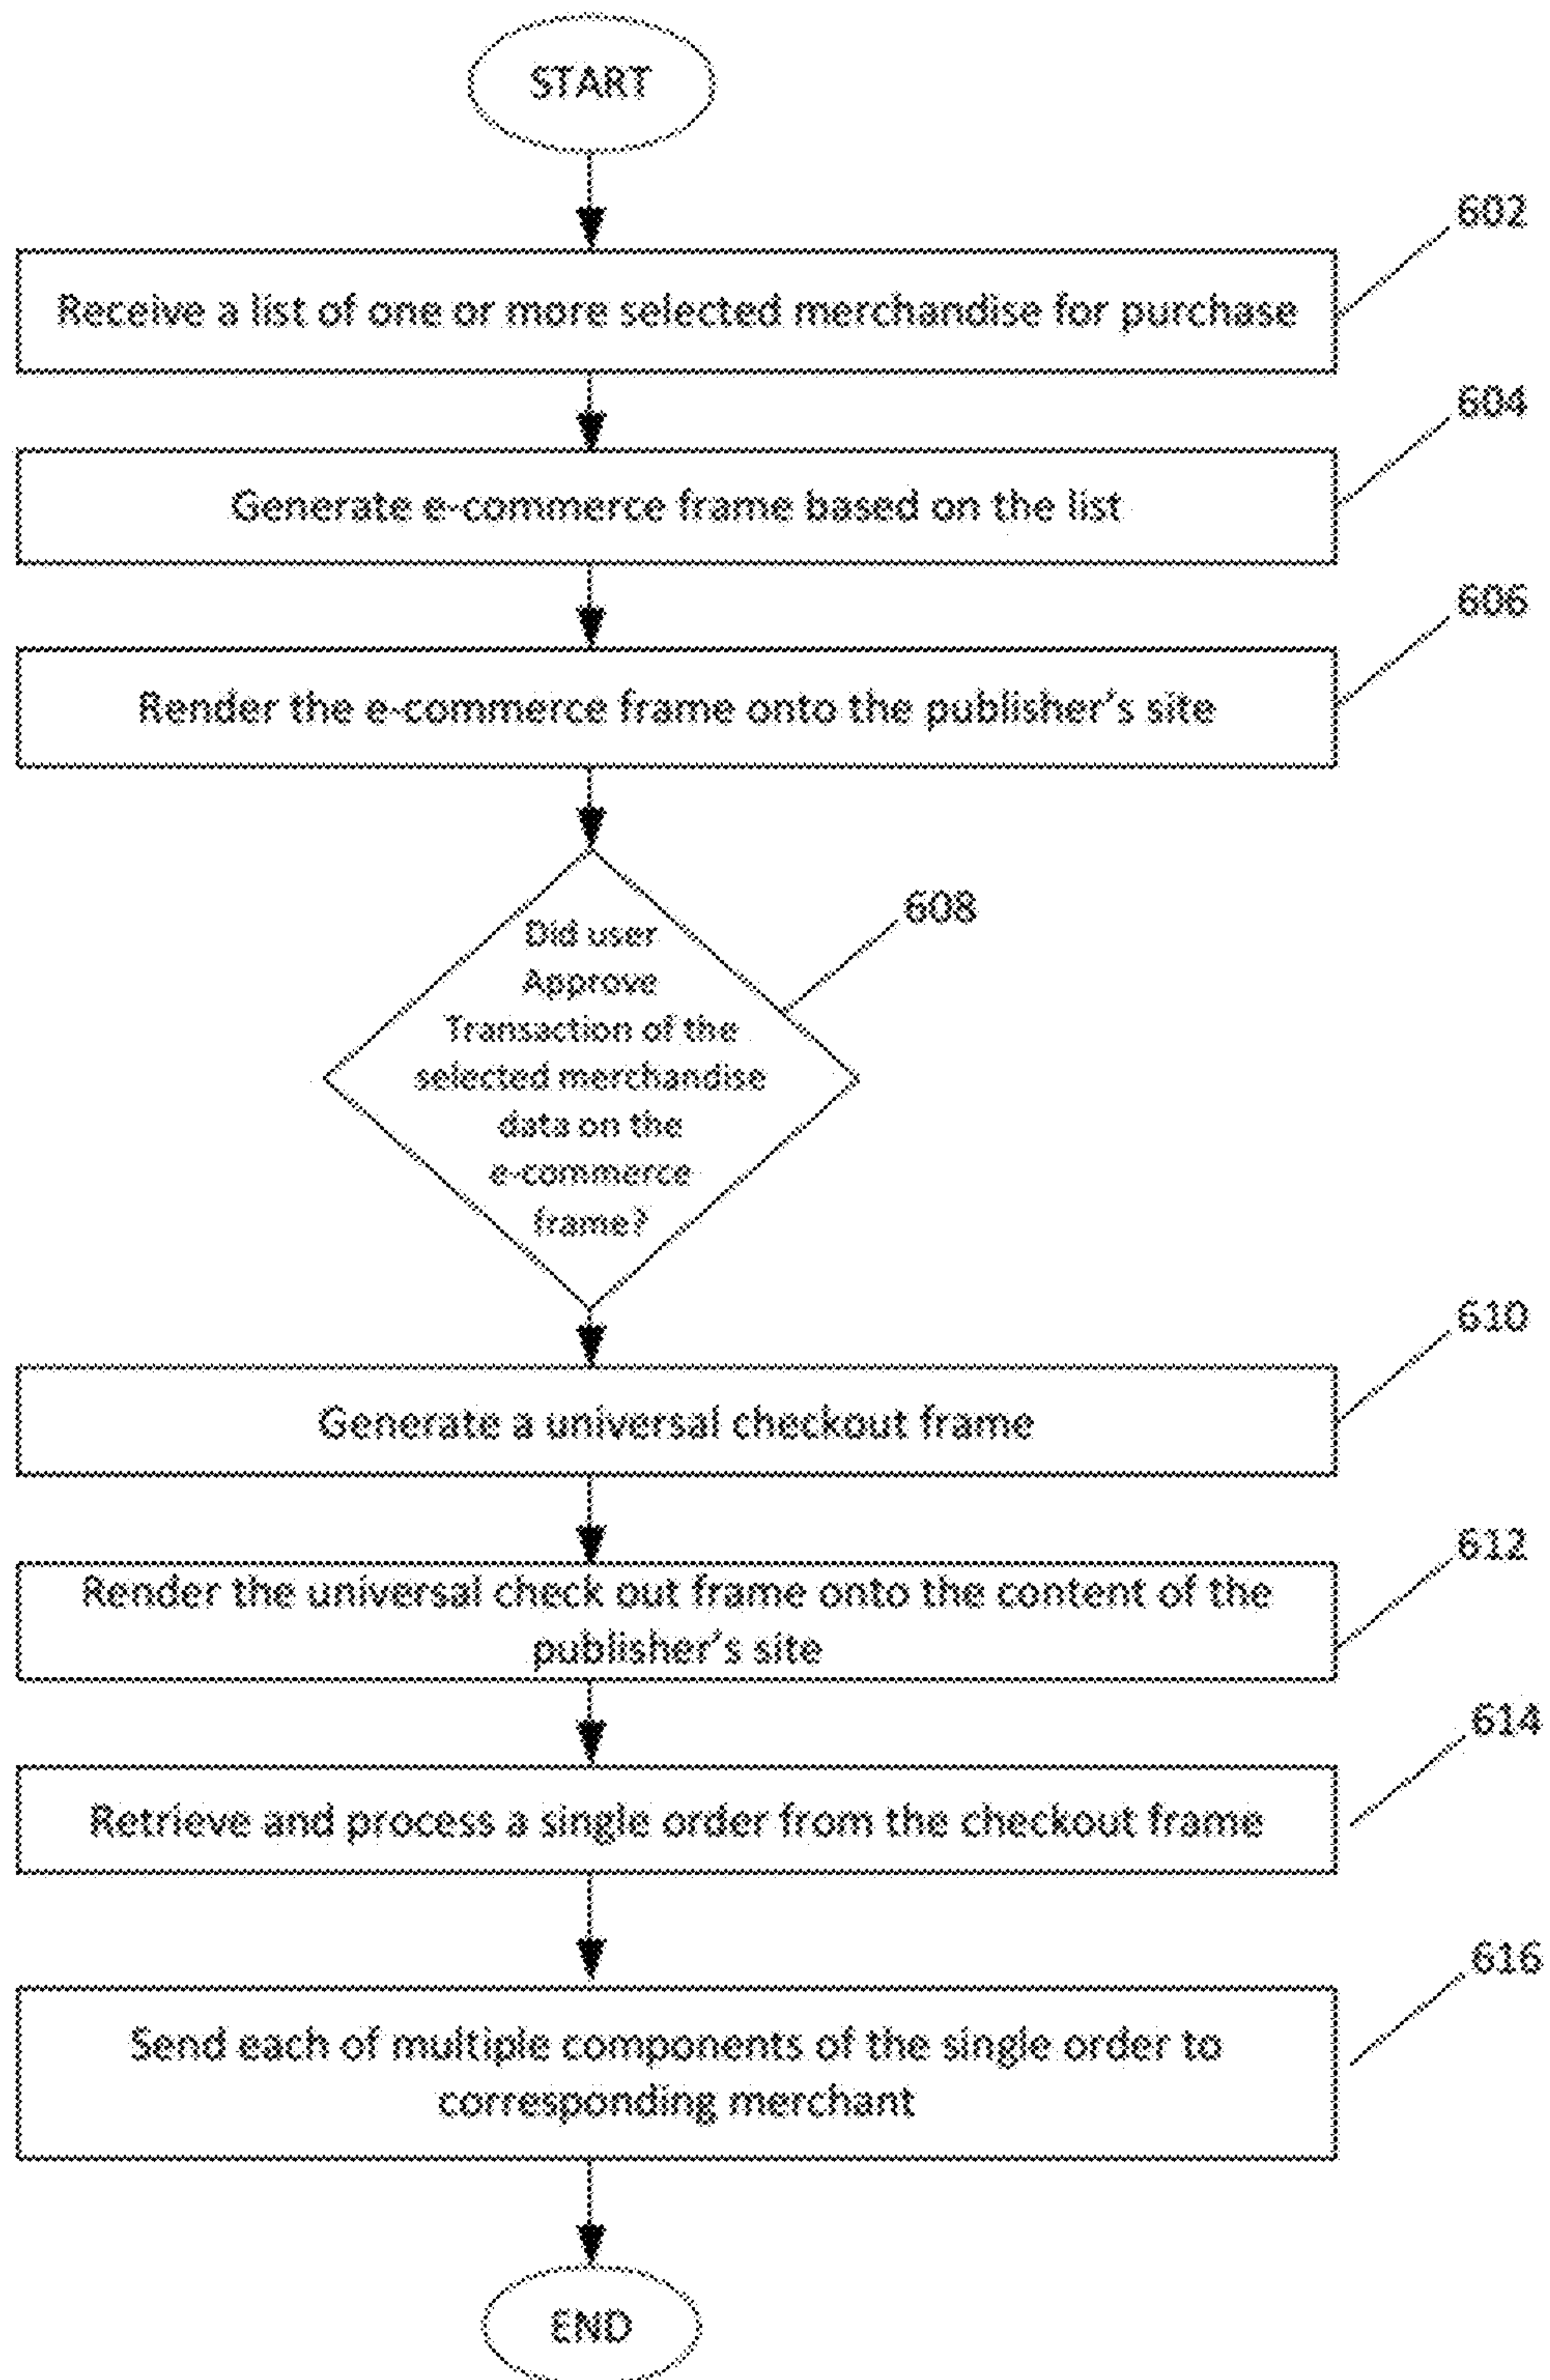 START
602
Receive a list of one or more selected merchandise for purchase
604
Generate e-commerce frame based on the list
606
Render the e-commerce frame onto the publisher's site
608
Did user
Approve
Transaction of the
selected merchandise
data on the
e-commerce
frame?
610
Generate a universal checkout frame
612
Render the universal check out frame onto the content of the
publisher's site
614
Retrieve and process a single order from the checkout frame
616
Send each of multiple components of the single order to
corresponding merchant
END